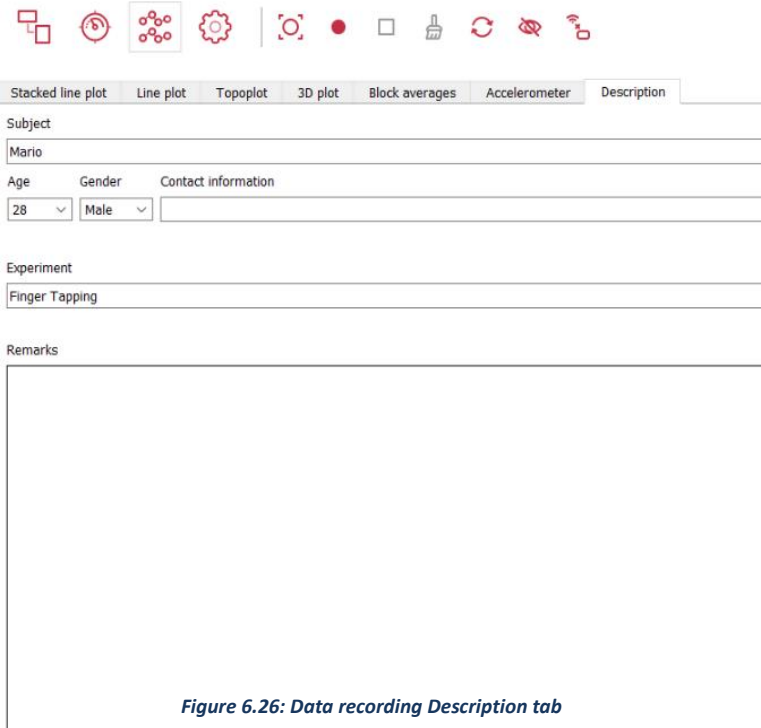 Stacked line plot Line plot Topoplot 3D plot Block averages Accelerometer Description
Subject
Mario
Age Gender Contact information
28 Male
Experiment
Finger Tapping
Remarks
Figure 6.26: Data recording Description tab